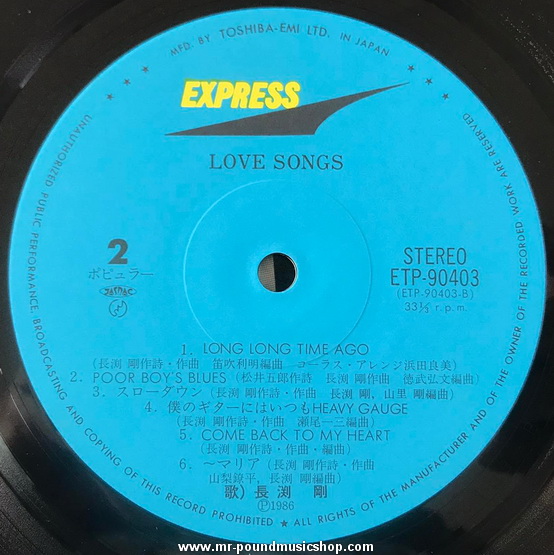 MFD. BY TOSHIBA-EMI LTD. IN JAPAN
EXPRESS
LOVE SONGS
2
ポピュラー
STEREO
ETP-90403
(ETP-90403-B)
33⅓ r.p.m.
1. LONG LONG TIME AGO
(長渕 剛作詩・作曲 笛吹利明編曲 コーラス・アレンジ浜田良美)
2. POOR BOY'S BLUES (松井五郎作詩 長渕 剛作曲 徳武弘文編曲)
3. スローダウン (長渕 剛作詩・作曲 長渕 剛, 山里 剛編曲)
4. 僕のギターにはいつもHEAVY GAUGE
(長渕 剛作詩・作曲 瀬尾一三編曲)
5. COME BACK TO MY HEART
(長渕 剛作詩・作曲・編曲)
6. ～マリア (長渕 剛作詩・作曲
山梨鐐平, 長渕 剛編曲)
歌) 長渕 剛
Ⓟ1986
UNAUTHORIZED PUBLIC PERFORMANCE, BROADCASTING AND COPYING OF THIS RECORD PROHIBITED ★ ALL RIGHTS OF THE MANUFACTURER AND OF THE OWNER OF THE RECORDED WORK ARE RESERVED
www.mr-poundmusicshop.com